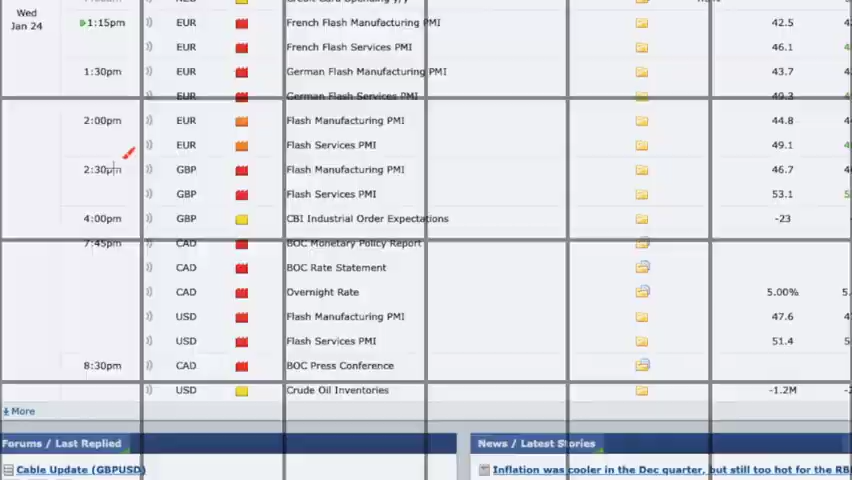 Wed
Jan 24
1:15pm EUR French Flash Manufacturing PMI 42.5
EUR French Flash Services PMI 46.1
1:30pm EUR German Flash Manufacturing PMI 43.7
EUR German Flash Services PMI 49.3
2:00pm EUR Flash Manufacturing PMI 44.8
EUR Flash Services PMI 49.1
2:30pm GBP Flash Manufacturing PMI 46.7
GBP Flash Services PMI 53.1
4:00pm GBP CBI Industrial Order Expectations -23
7:45pm CAD BOC Monetary Policy Report
CAD BOC Rate Statement
CAD Overnight Rate 5.00% 5.
USD Flash Manufacturing PMI 47.6
USD Flash Services PMI 51.4
8:30pm CAD BOC Press Conference
USD Crude Oil Inventories -1.2M
More
Forums / Last Replied
News / Latest Stories
Cable Update (GBPUSD)
Inflation was cooler in the Dec quarter, but still too hot for the RB